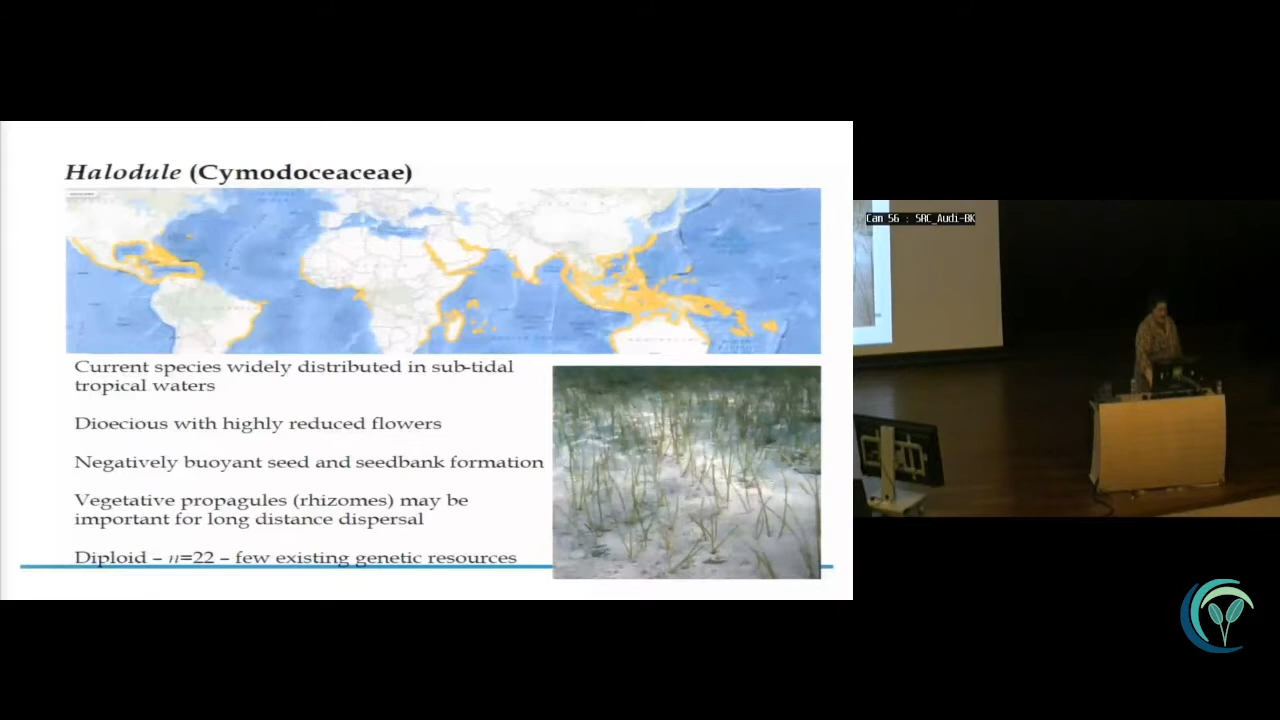 Halodule (Cymodoceaceae)
Current species widely distributed in sub-tidal
tropical waters
Dioecious with highly reduced flowers
Negatively buoyant seed and seedbank formation
Vegetative propagules (rhizomes) may be
important for long distance dispersal
Diploid – n=22 – few existing genetic resources
Cam 56 : SRC_Audi-BK